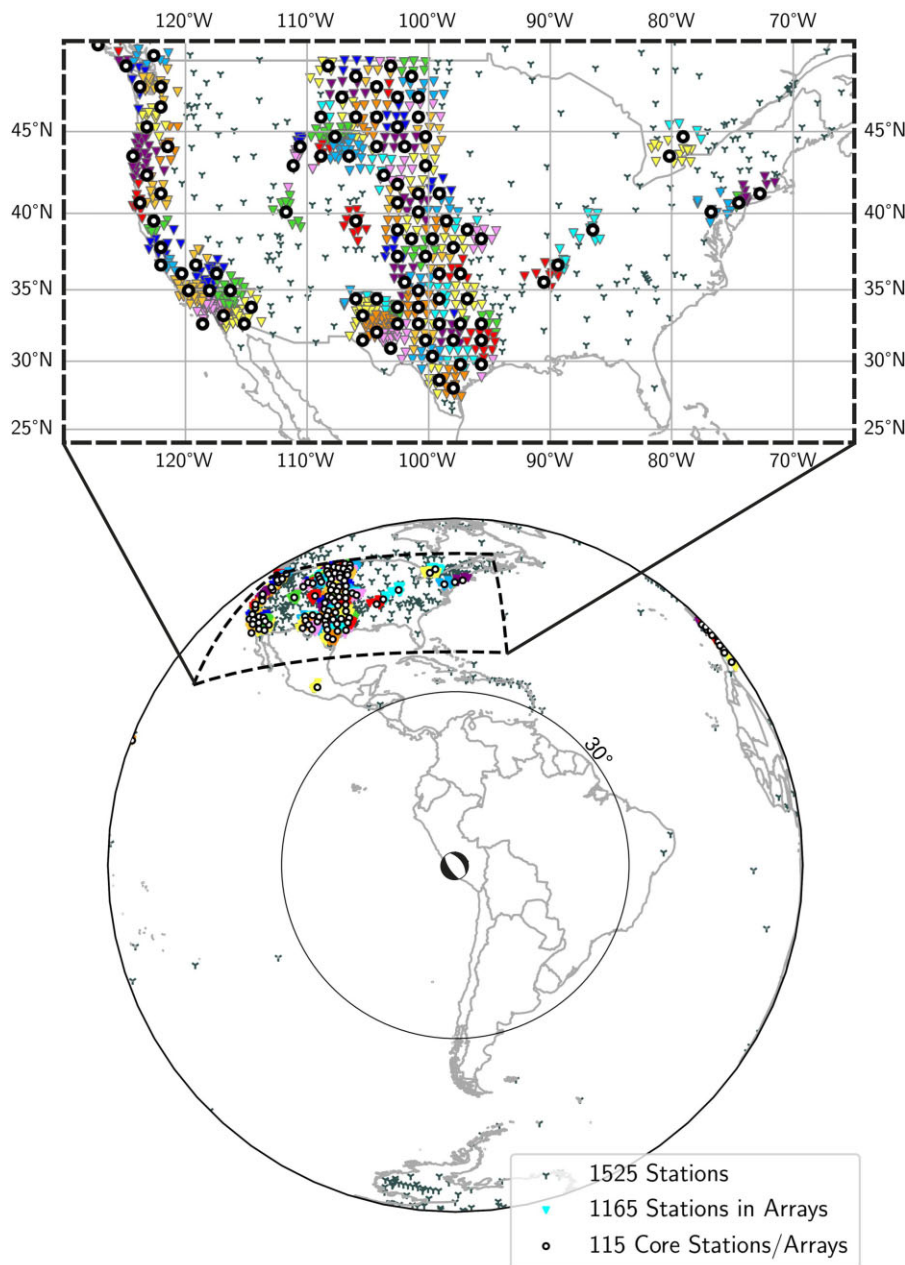 120°W 110°W 100°W 90°W 80°W 70°W
45°N 45°N
40°N 40°N
35°N 35°N
30°N 30°N
25°N 25°N
120°W 110°W 100°W 90°W 80°W 70°W
30°
1525 Stations
1165 Stations in Arrays
115 Core Stations/Arrays